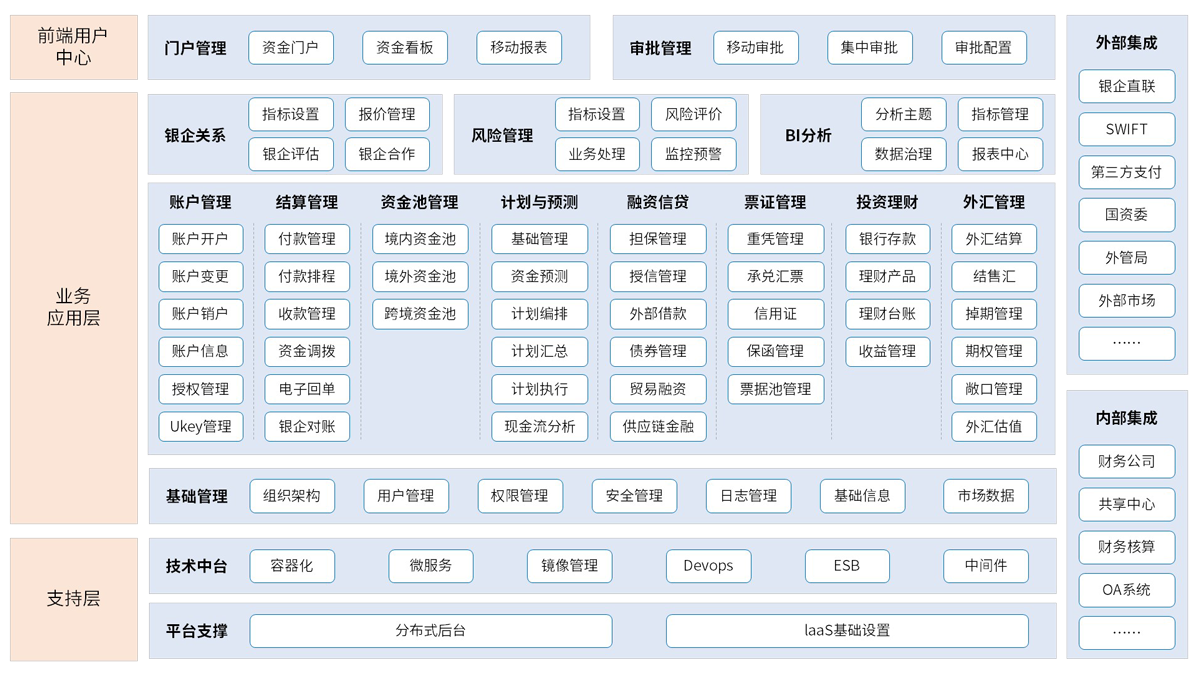 前端用户
中心
门户管理
资金门户
资金看板
移动报表
审批管理
移动审批
集中审批
审批配置
业务
应用层
银企关系
指标设置
报价管理
银企评估
银企合作
风险管理
指标设置
风险评价
业务处理
监控预警
BI分析
分析主题
指标管理
数据治理
报表中心
账户管理
账户开户
账户变更
账户销户
账户信息
授权管理
Ukey管理
结算管理
付款管理
付款排程
收款管理
资金调拨
电子回单
银企对账
资金池管理
境内资金池
境外资金池
跨境资金池
计划与预测
基础管理
资金预测
计划编排
计划汇总
计划执行
现金流分析
融资信贷
担保管理
授信管理
外部借款
债券管理
贸易融资
供应链金融
票证管理
重凭管理
承兑汇票
信用证
保函管理
票据池管理
投资理财
银行存款
理财产品
理财台账
收益管理
外汇管理
外汇结算
结售汇
掉期管理
期权管理
敞口管理
外汇估值
基础管理
组织架构
用户管理
权限管理
安全管理
日志管理
基础信息
市场数据
支持层
技术中台
容器化
微服务
镜像管理
Devops
ESB
中间件
平台支撑
分布式后台
laaS基础设置
外部集成
银企直联
SWIFT
第三方支付
国资委
外管局
外部市场
……
内部集成
财务公司
共享中心
财务核算
OA系统
……